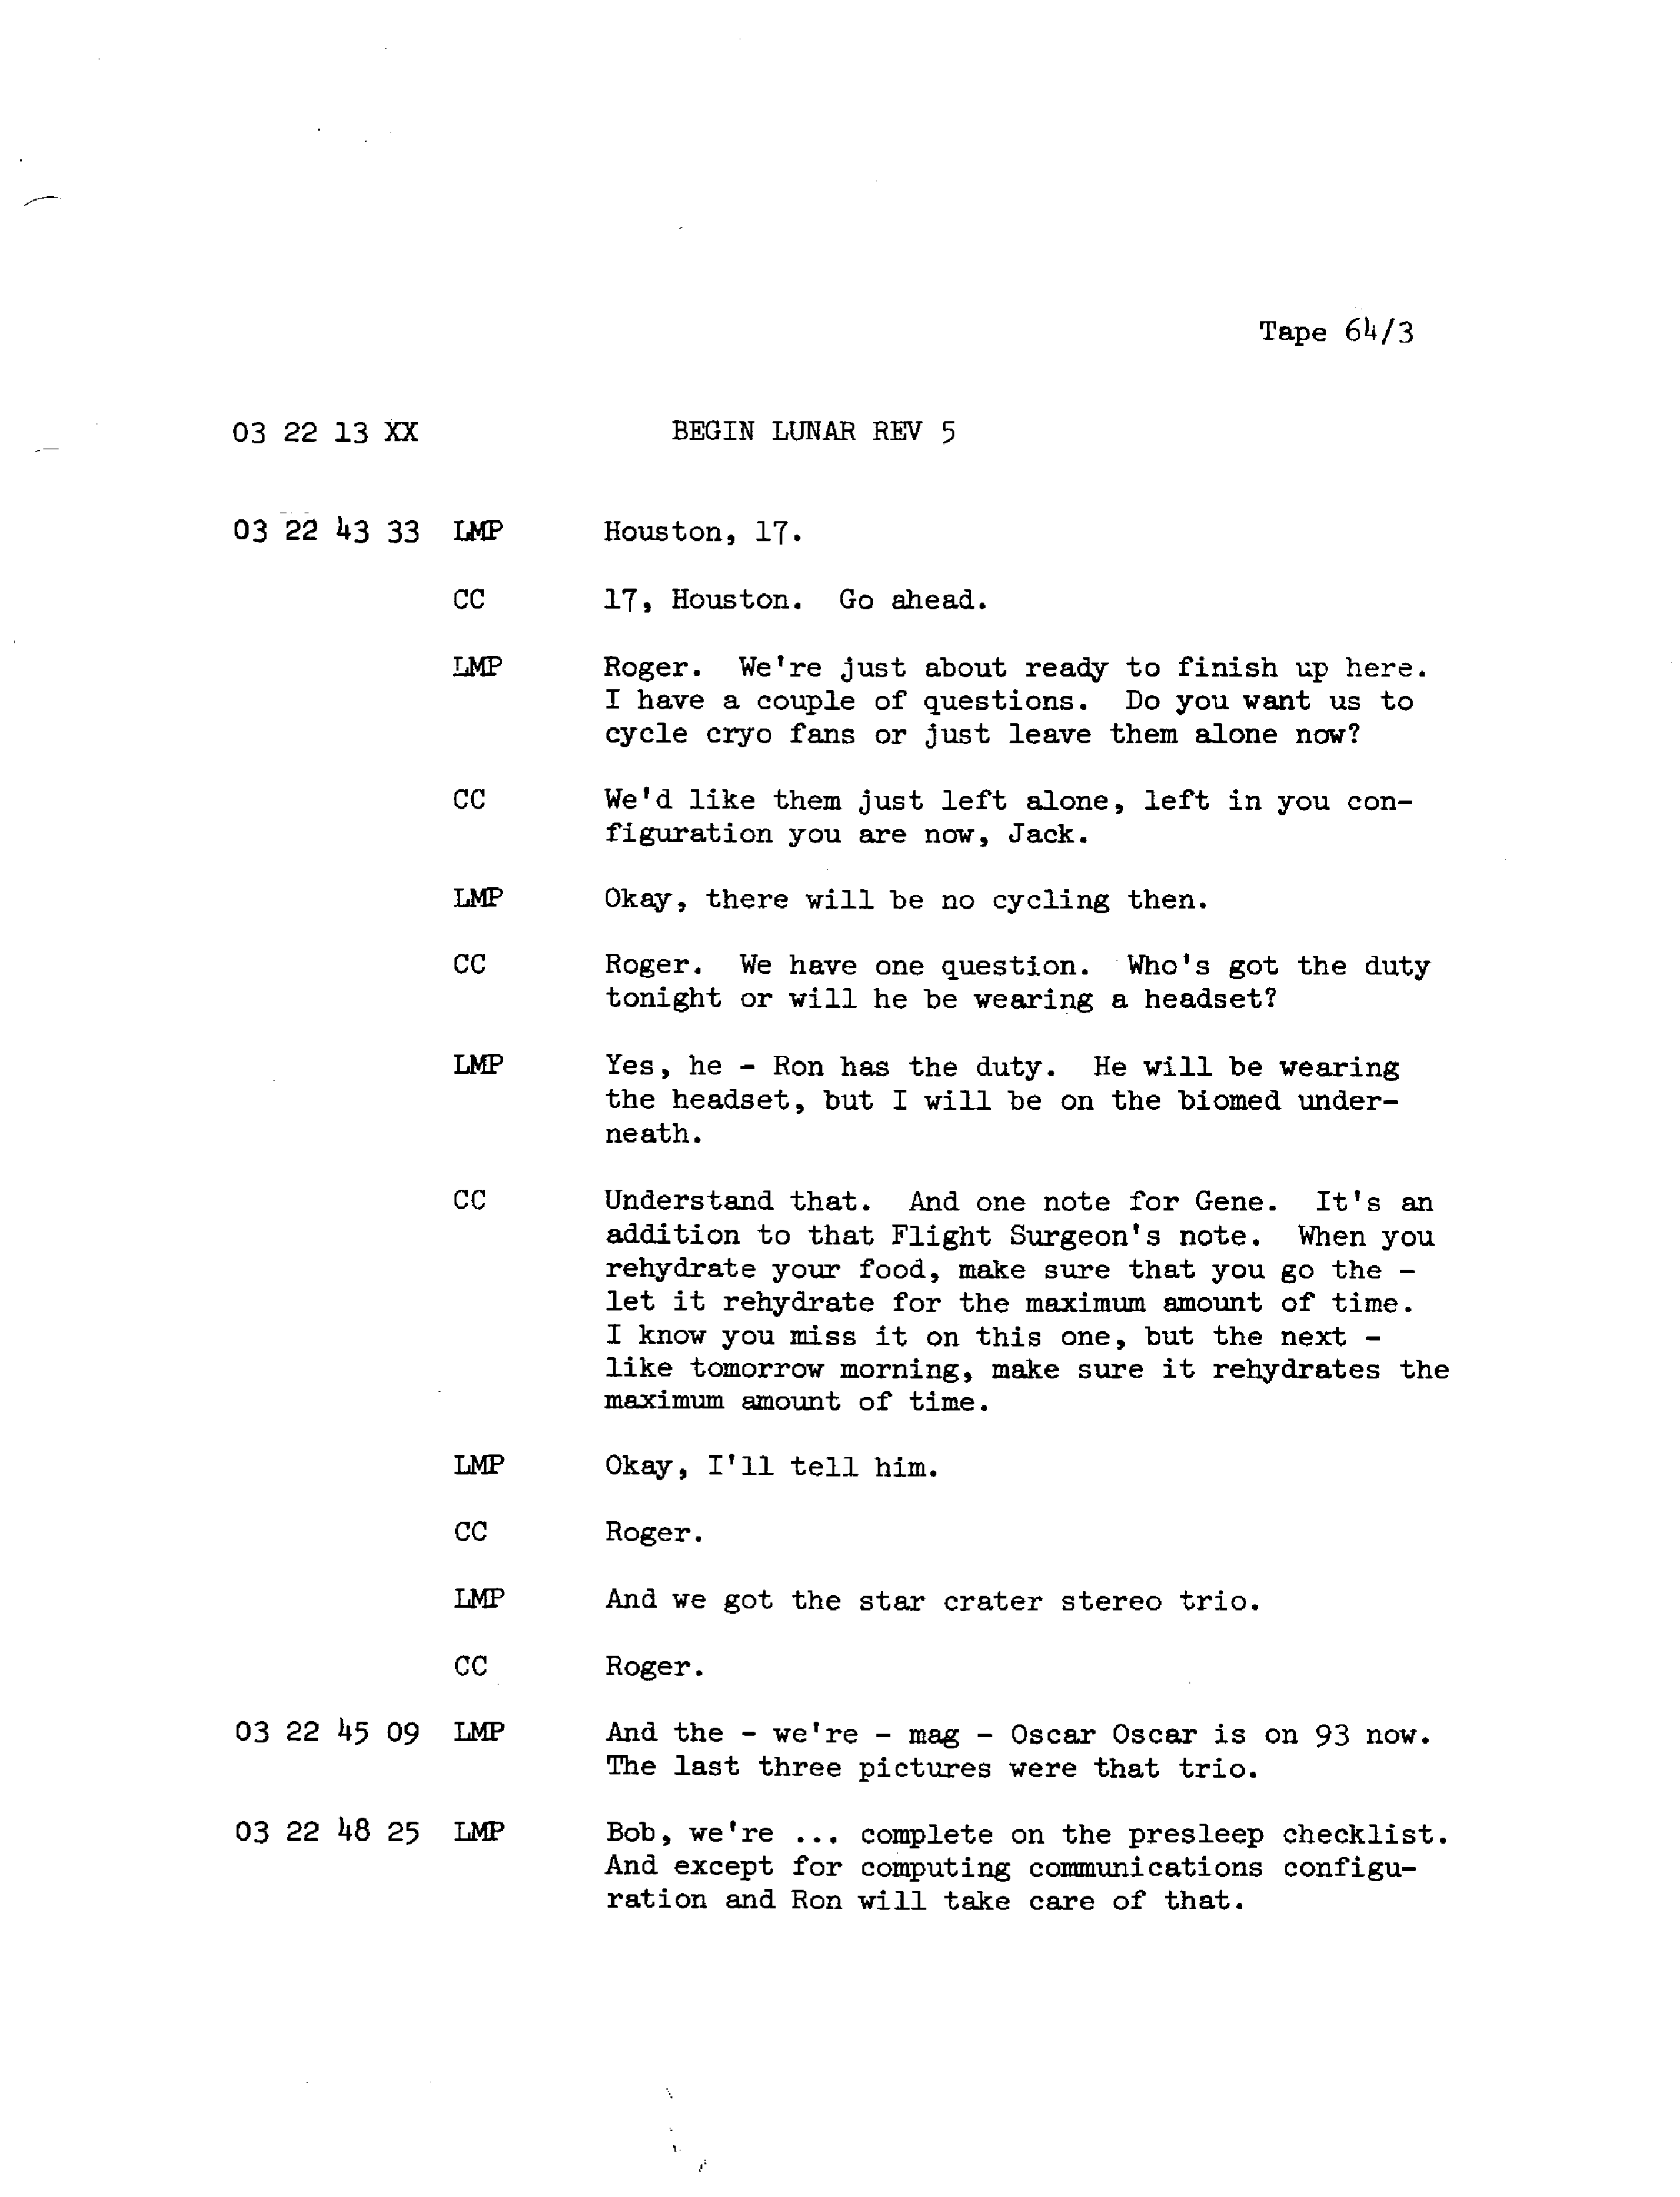 Tape 64/3
03 22 13 XX BEGIN LUNAR REV 5
03 22 43 33 LMP Houston, 17.
CC 17, Houston. Go ahead.
LMP Roger. We're just about ready to finish up here.
I have a couple of questions. Do you want us to
cycle cryo fans or just leave them alone now?
CC We'd like them just left alone, left in you con-
figuration you are now, Jack.
LMP Okay, there will be no cycling then.
CC Roger. We have one question. Who's got the duty
tonight or will he be wearing a headset?
LMP Yes, he - Ron has the duty. He will be wearing
the headset, but I will be on the biomed under-
neath.
CC Understand that. And one note for Gene. It's an
addition to that Flight Surgeon's note. When you
rehydrate your food, make sure that you go the -
let it rehydrate for the maximum amount of time.
I know you miss it on this one, but the next -
like tomorrow morning, make sure it rehydrates the
maximum amount of time.
LMP Okay, I'll tell him.
CC Roger.
LMP And we got the star crater stereo trio.
CC Roger.
03 22 45 09 LMP And the - we're - mag - Oscar Oscar is on 93 now.
The last three pictures were that trio.
03 22 48 25 LMP Bob, we're ... complete on the presleep checklist.
And except for computing communications configu-
ration and Ron will take care of that.